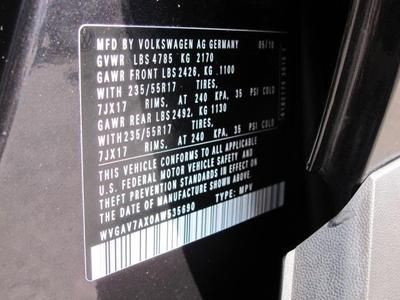 MFD BY VOLKSWAGEN AG GERMANY 05/10
GVWR LBS 4785 KG 2170
GAWR FRONT LBS 2426, KG 1100
WITH 235/55R17 TIRES,
7JX17 RIMS, AT 240 KPA, 35 PSI COLD
GAWR REAR LBS 2492, KG 1130
WITH 235/55R17 TIRES,
7JX17 RIMS, AT 240 KPA, 35 PSI COLD
THIS VEHICLE CONFORMS TO ALL APPLICABLE
U.S. FEDERAL MOTOR VEHICLE SAFETY AND
THEFT PREVENTION STANDARDS IN EFFECT ON
THE DATE OF MANUFACTURE SHOWN ABOVE.
WVGAV7AX0AW535690 TYPE: MPV